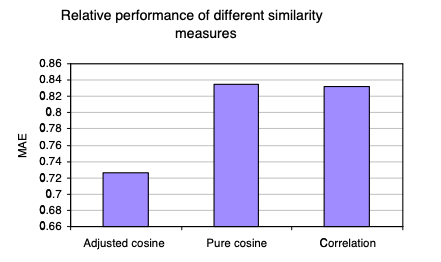 Relative performance of different similarity
measures
0.86
0.84
0.82
0.8
0.78
0.76
0.74
0.72
0.7
0.68
0.66
MAE
Adjusted cosine
Pure cosine
Correlation